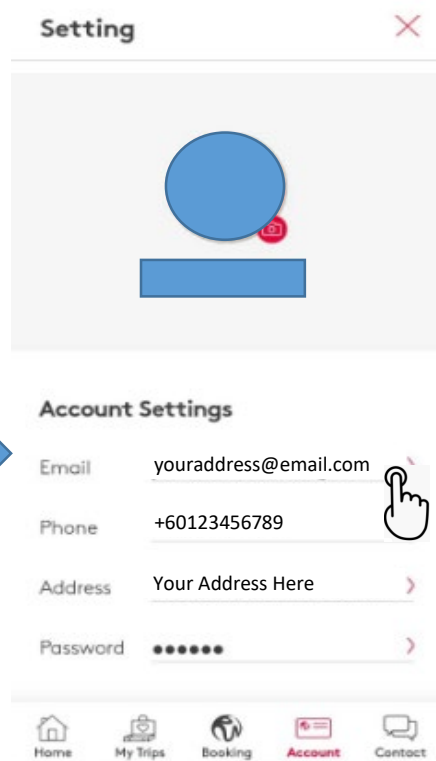 Setting
Account Settings
Email youraddress@email.com
Phone +60123456789
Address Your Address Here
Password ••••••
Home My Trips Booking Account Contact